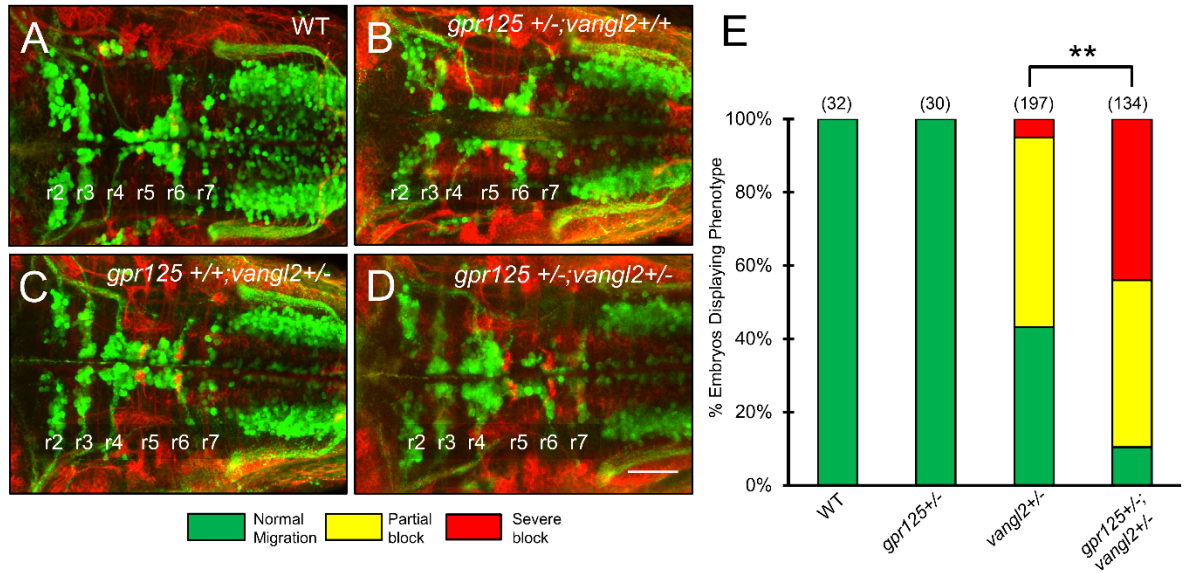 A
WT
r2 r3 r4 r5 r6 r7
B
gpr125 +/-;vangl2+/+
r2 r3 r4 r5 r6 r7
C
gpr125 +/+;vangl2+/-
r2 r3 r4 r5 r6 r7
D
gpr125 +/-;vangl2+/-
r2 r3 r4 r5 r6 r7
Normal Migration
Partial block
Severe block
E
**
(32) (30) (197) (134)
% Embryos Displaying Phenotype
100%
80%
60%
40%
20%
0%
WT
gpr125+/-
vangl2+/-
gpr125+/-;
vangl2+/-